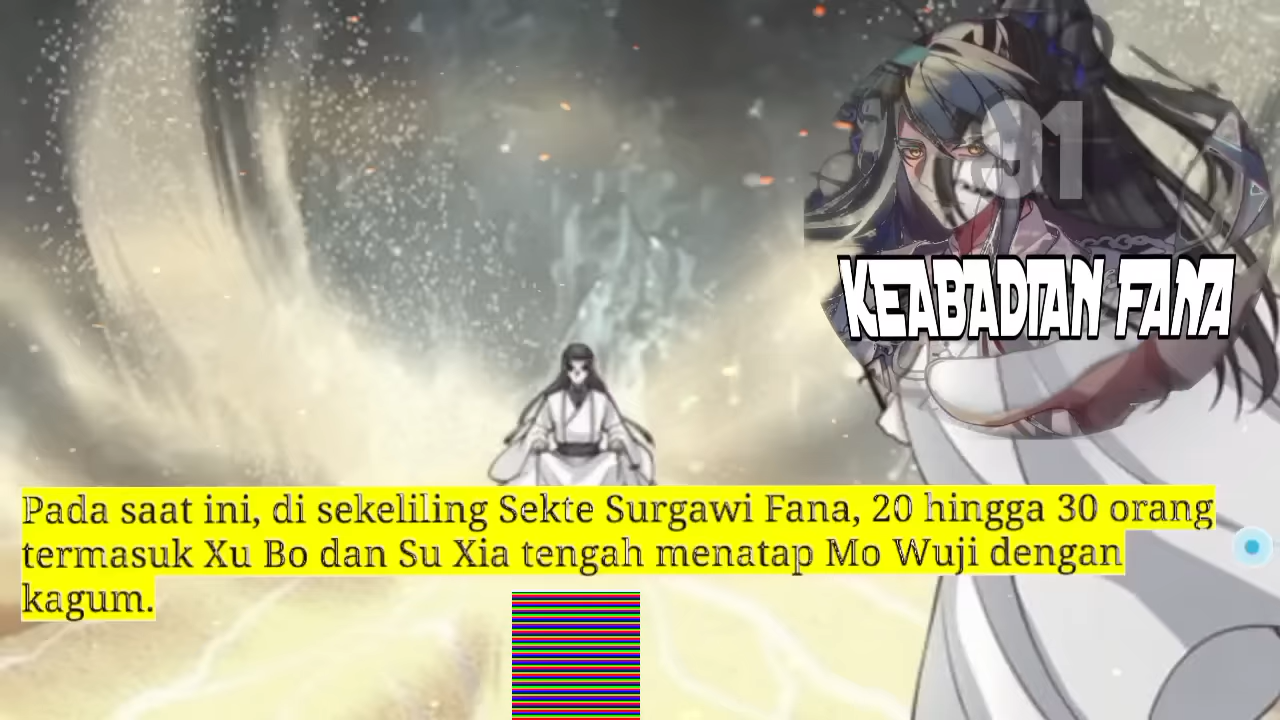 91
KEABADIAN FANA
Pada saat ini, di sekeliling Sekte Surgawi Fana, 20 hingga 30 orang
termasuk Xu Bo dan Su Xia tengah menatap Mo Wuji dengan
kagum.